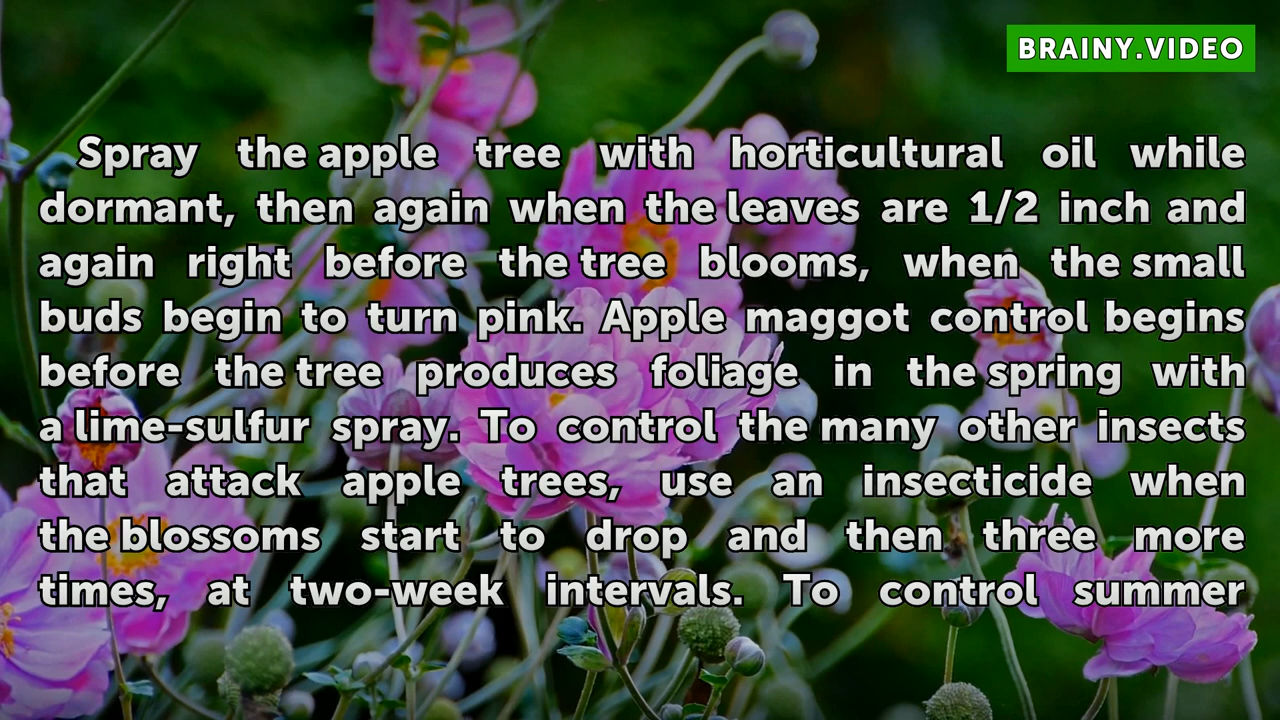 BRAINY.VIDEO
Spray the apple tree with horticultural oil while
dormant, then again when the leaves are 1/2 inch and
again right before the tree blooms, when the small
buds begin to turn pink. Apple maggot control begins
before the tree produces foliage in the spring with
a lime-sulfur spray. To control the many other insects
that attack apple trees, use an insecticide when
the blossoms start to drop and then three more
times, at two-week intervals. To control summer